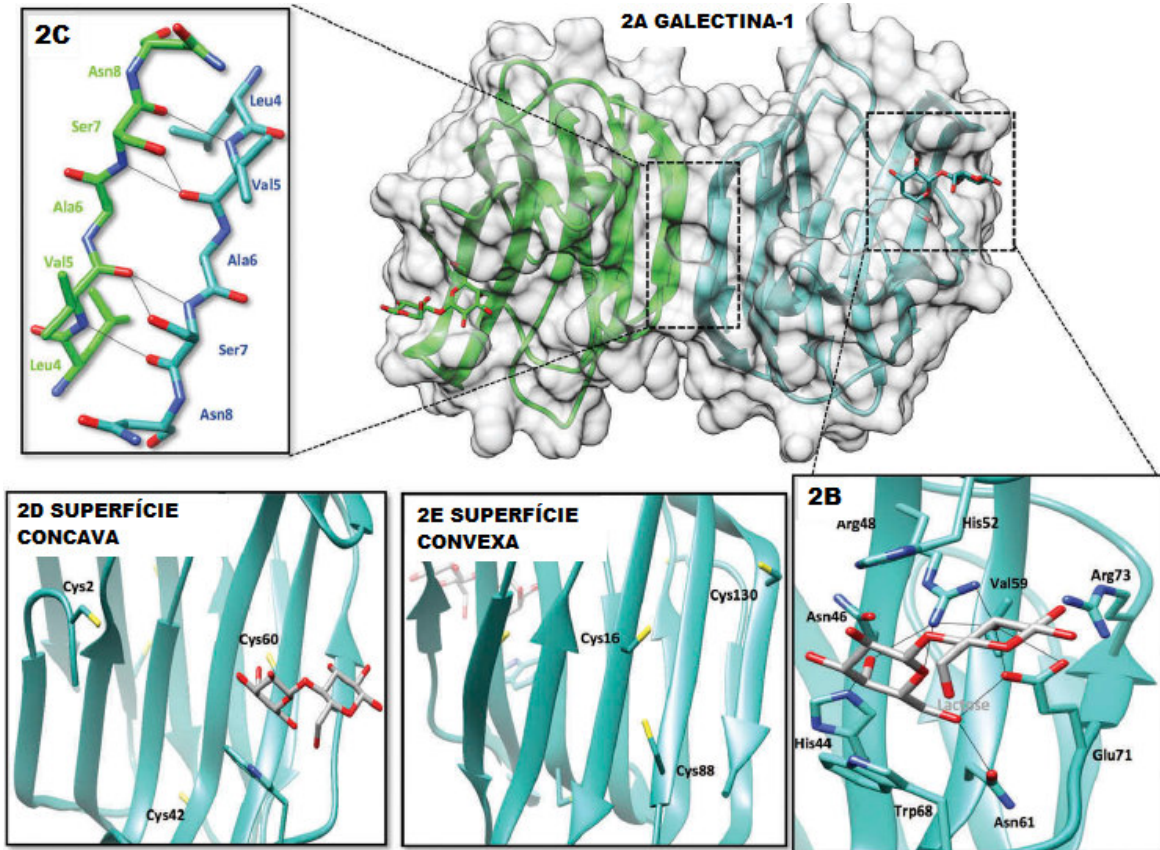 2C
Asn8
Leu4
Ser7
Val5
Ala6
Ala6
Val5
Ser7
Leu4
Asn8
2A GALECTINA-1
2D SUPERFÍCIE
CONCAVA
Cys2
Cys60
Cys42
2E SUPERFÍCIE
CONVEXA
Cys130
Cys16
Cys88
2B
Arg48
His52
Val59
Arg73
Asn46
Lactose
His44
Glu71
Trp68
Asn61